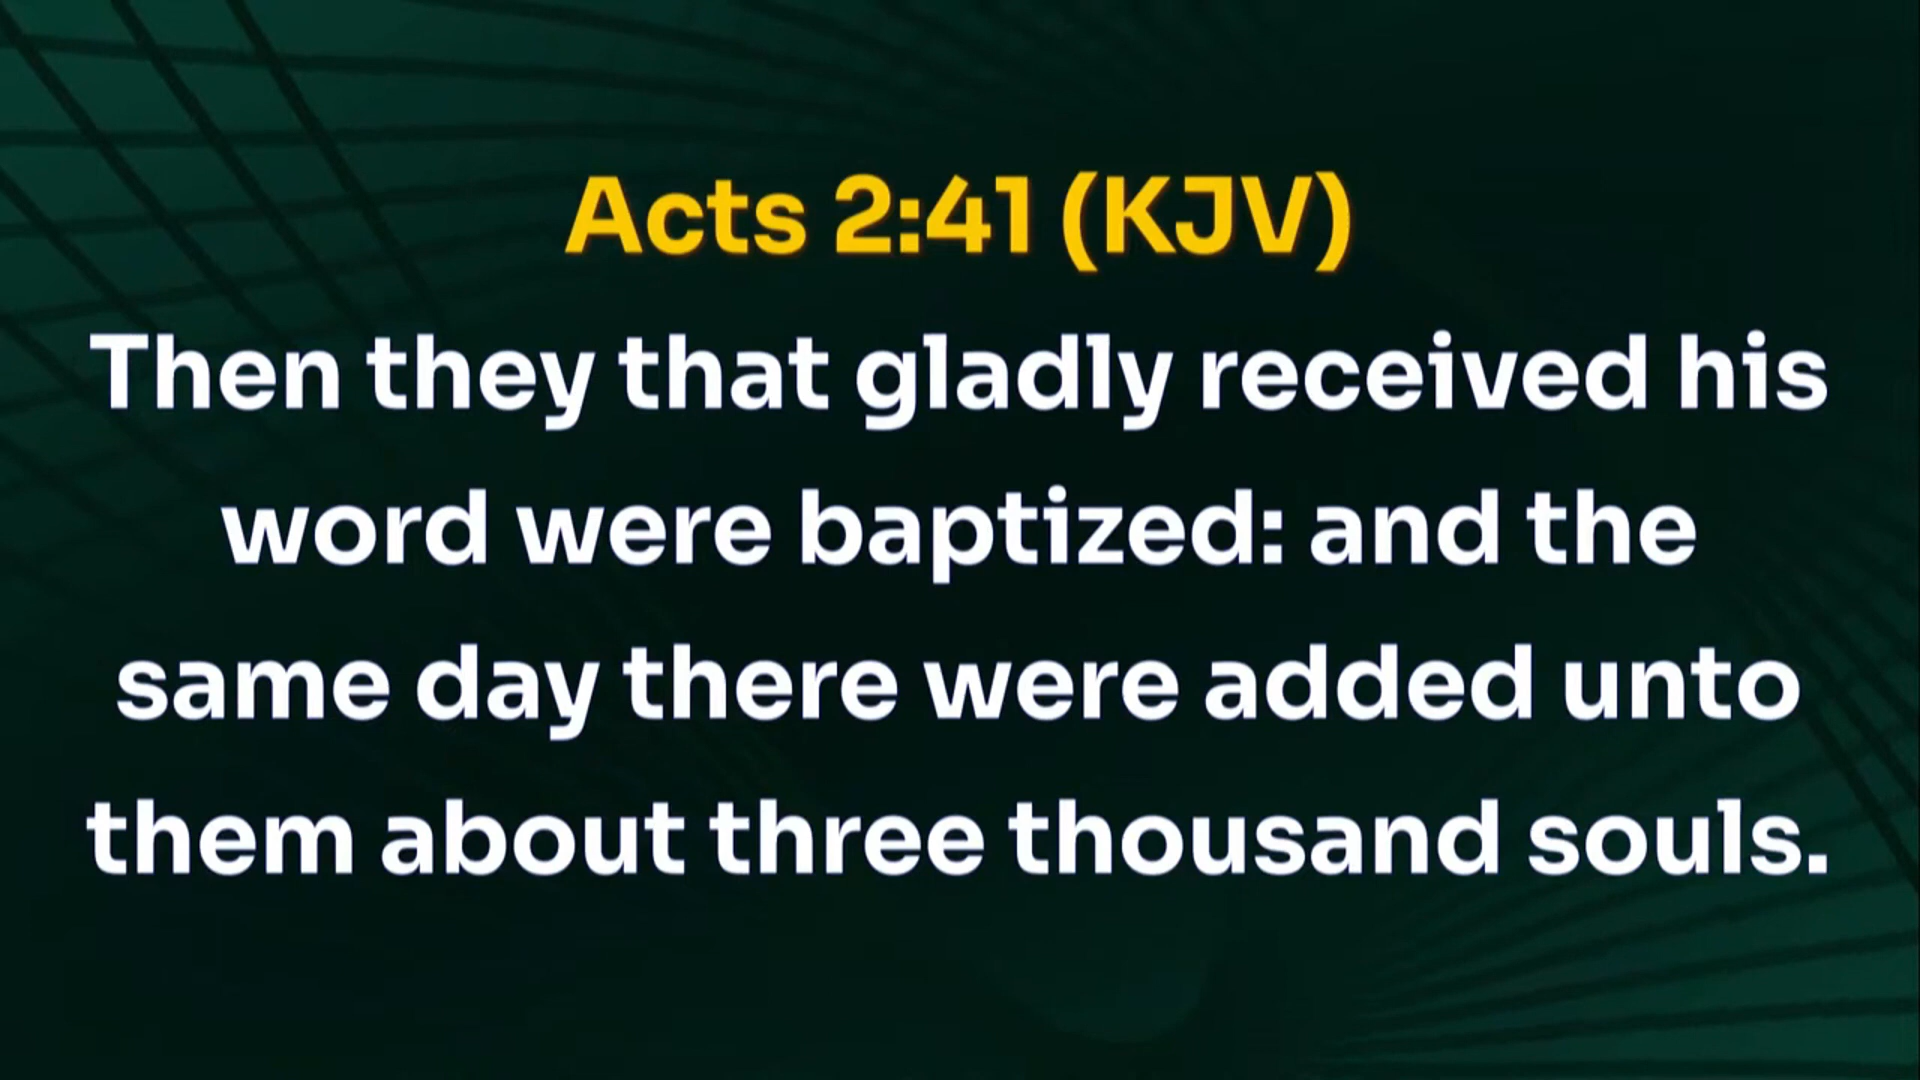 Acts 2:41 (KJV)
Then they that gladly received his
word were baptized: and the
same day there were added unto
them about three thousand souls.